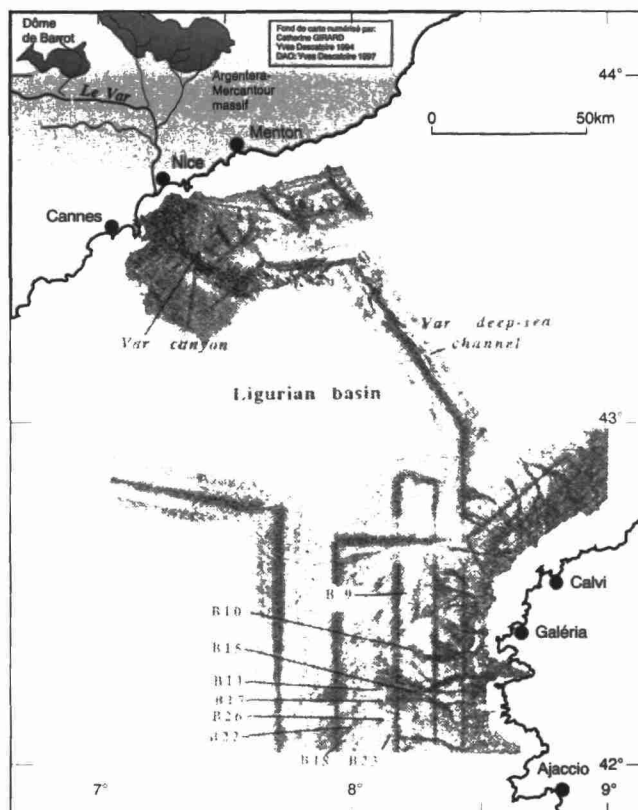 Dôme
de Barrot
Fond de carte numérisé par:
Catherine GIRARD
Yves Descatoire 1994
DAO: Yves Descatoire 1997
44°
Argentera-
Mercantour
massif
Le Var
0 50km
Menton
Nice
Cannes
Var canyon
Var deep-sea
channel
Ligurian basin
43°
B 9
Calvi
B10
Galéria
B15
B22
B26
B18 B23
42°
Ajaccio
7° 8° 9°